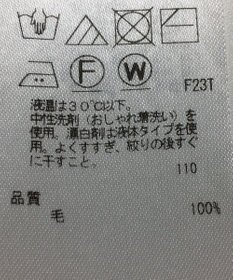 F
W
F23T
液温は30℃以下。
中性洗剤(おしゃれ着洗い)を
使用。漂白剤は液体タイプを使
用。よくすすぎ、絞りの後すぐ
に干すこと。
110
品質
毛 100%